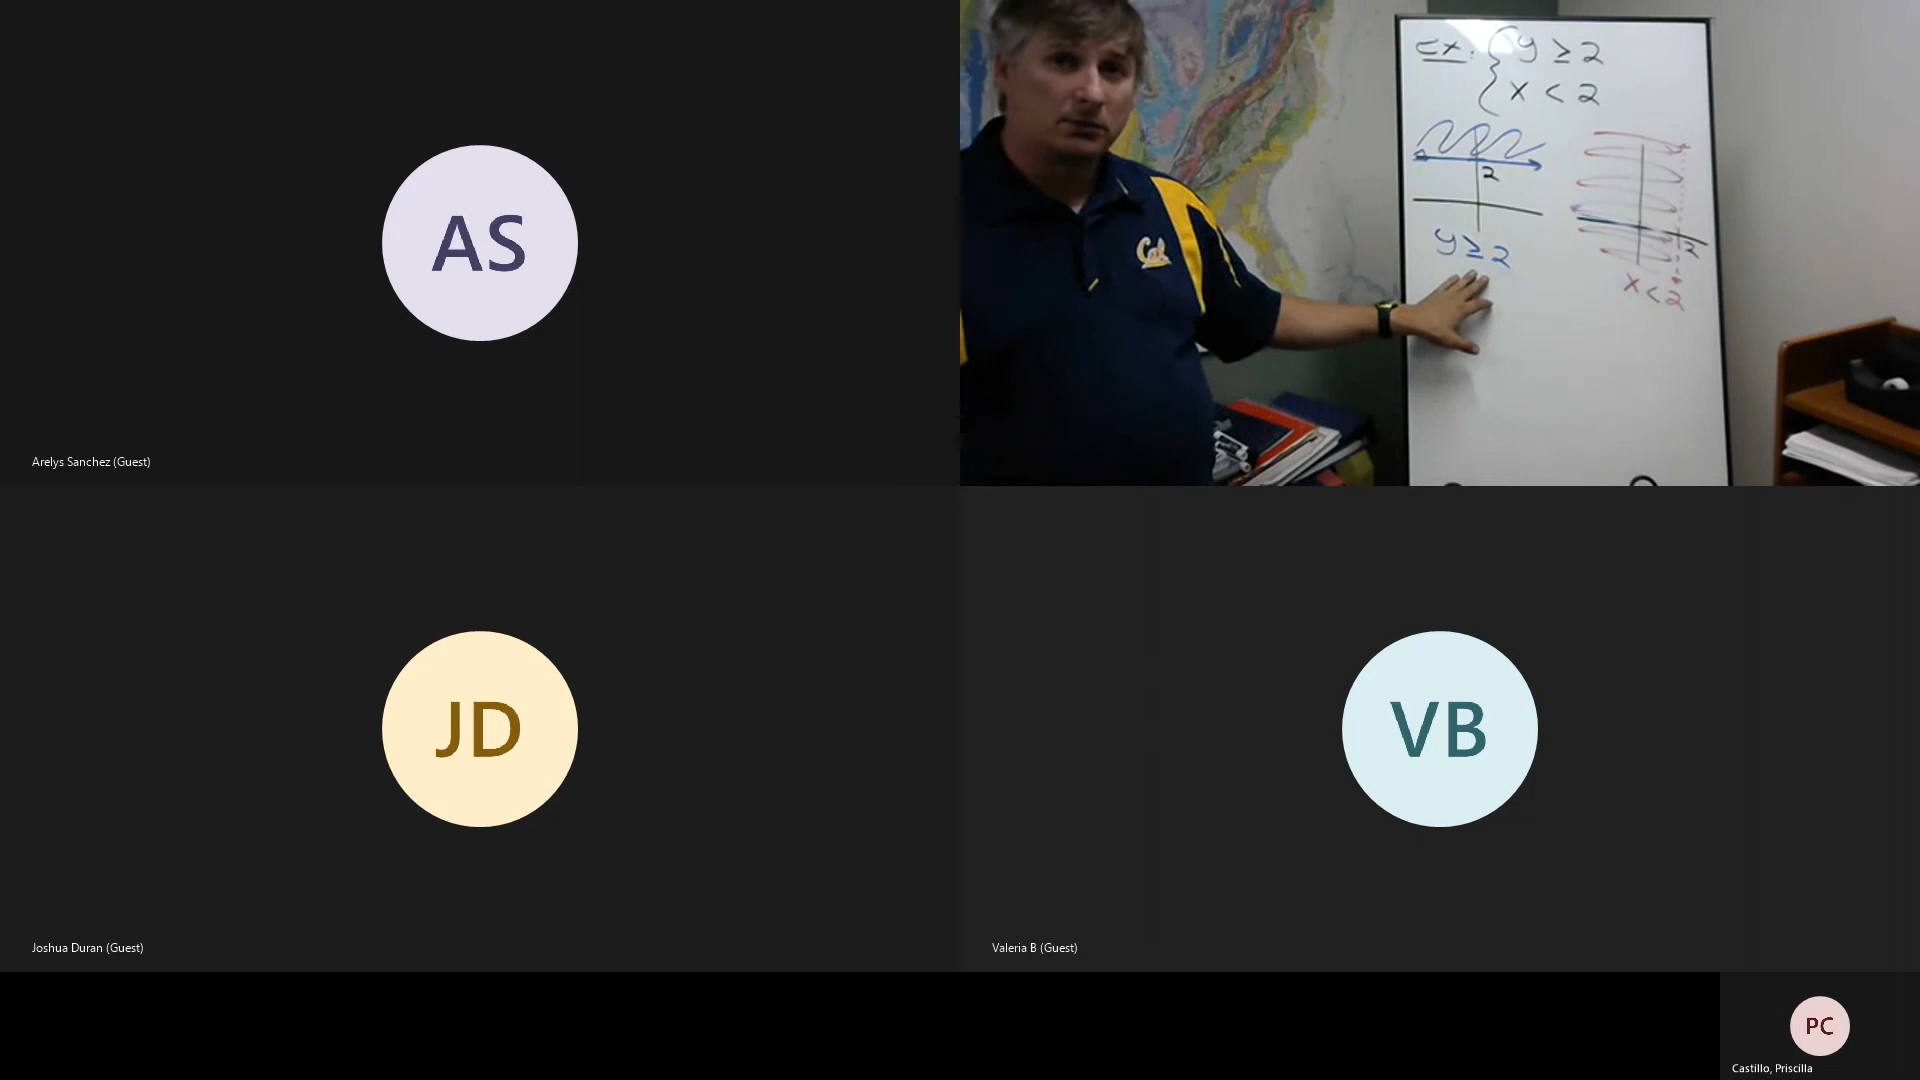 AS
Arelys Sanchez (Guest)
Cal
Ex: { y ≥ 2
x < 2
2
y ≥ 2
2
x < 2
JD
Joshua Duran (Guest)
VB
Valeria B (Guest)
PC
Castillo, Priscilla